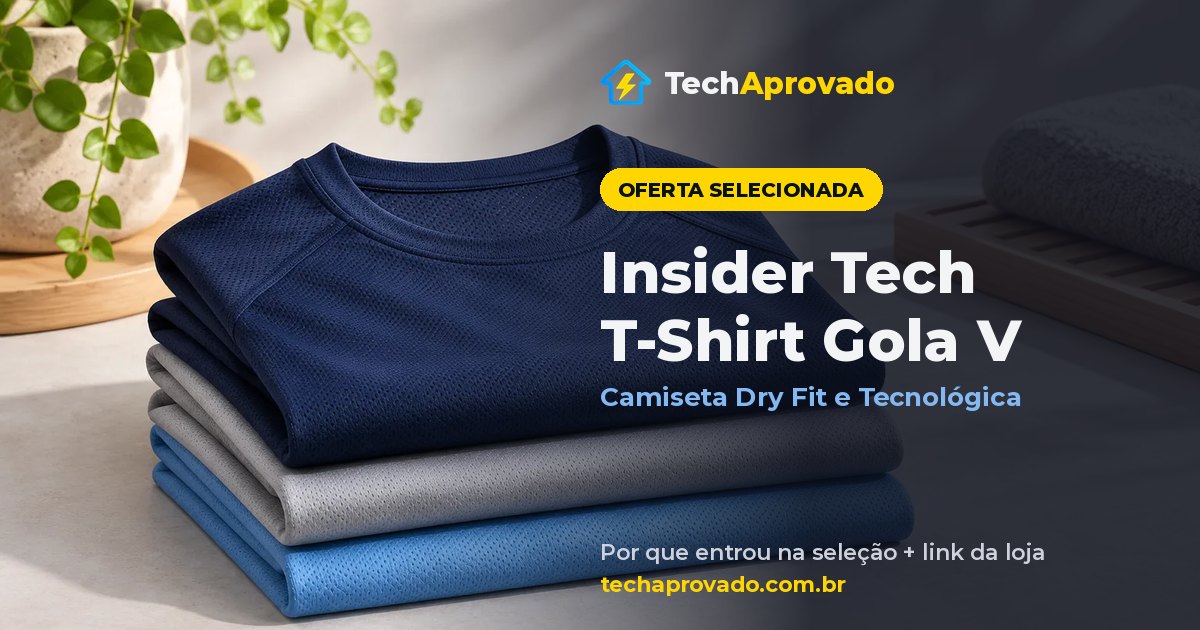 TechAprovado
OFERTA SELECIONADA
Insider Tech
T-Shirt Gola V
Camiseta Dry Fit e Tecnológica
Por que entrou na seleção + link da loja
techaprovado.com.br